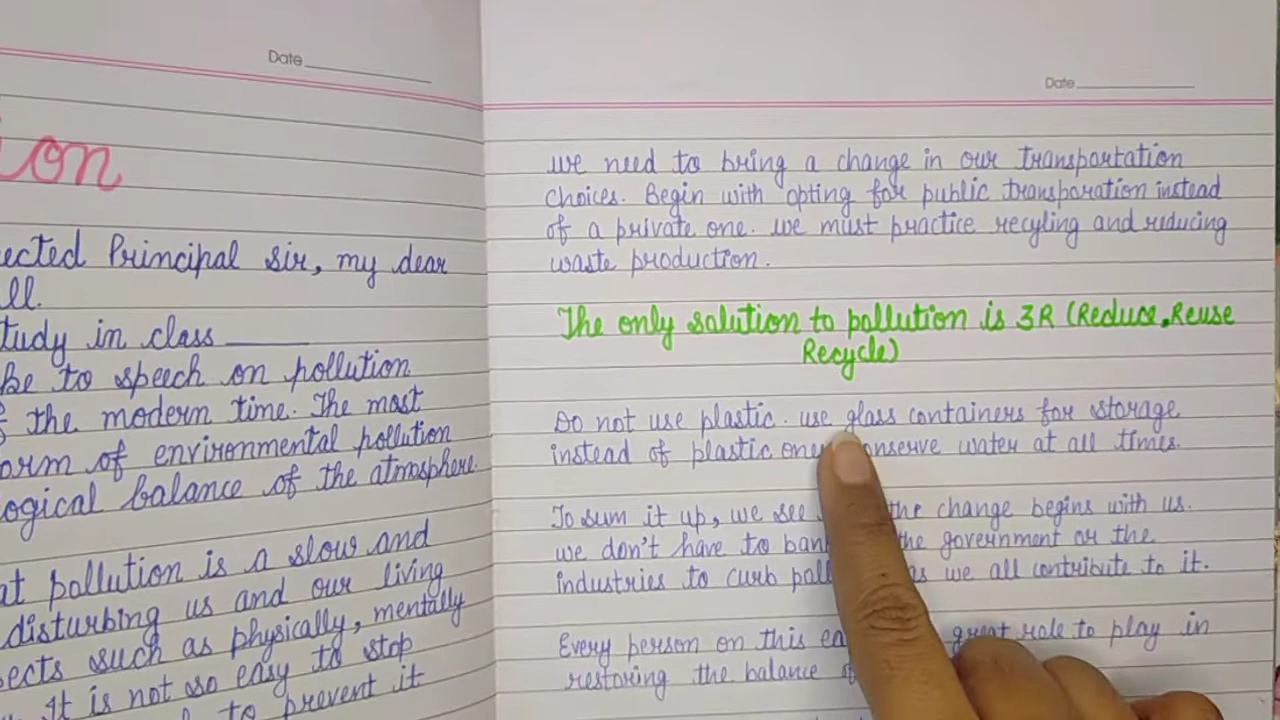 Date
ion
ected Principal sir, my dear
ll.
tudy in class
ke to speech on pollution
the modern time. The most
orm of environmental pollution
ogical balance of the atmosphere.
at pollution is a slow and
disturbing us and our living
pects such as physically, mentally
It is not so easy to stop
to prevent it
Date
we need to bring a change in our transportation
choices. Begin with opting for public transporation instead
of a private one. we must practice recyling and reducing
waste production.
The only solution to pollution is 3R (Reduce, Reuse
Recycle)
Do not use plastic. use glass containers for storage
instead of plastic one onserve water at all times.
To sum it up, we see the change begins with us.
we don't have to bank the government or the
industries to curb poll as we all contribute to it.
Every person on this ea great role to play in
restoring the balance